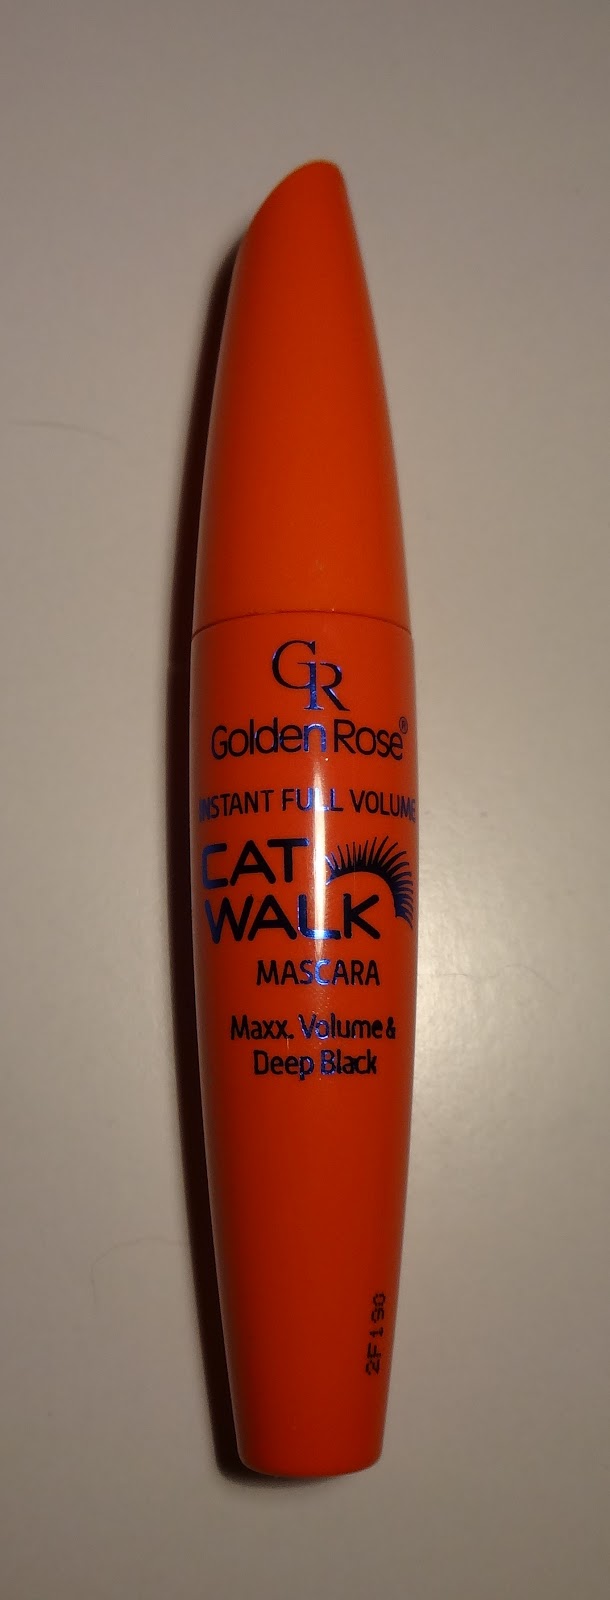 GR
Golden Rose®
INSTANT FULL VOLUME
CAT
WALK
MASCARA
Maxx. Volume &
Deep Black
2F190